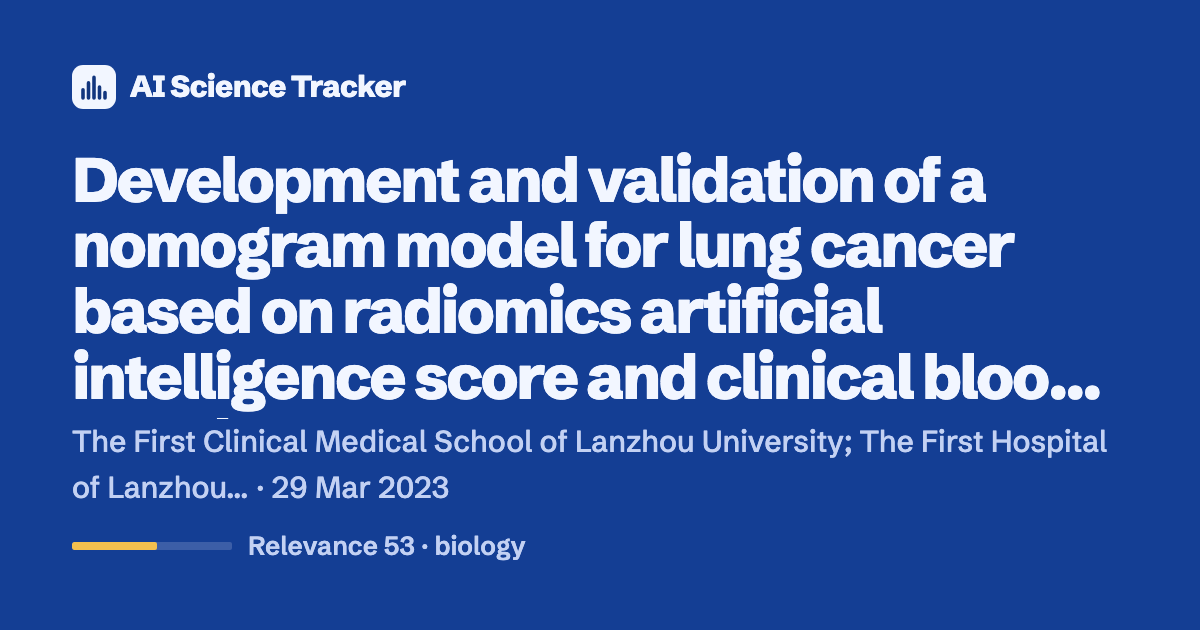 AI Science Tracker
Development and validation of a
nomogram model for lung cancer
based on radiomics artificial
intelligence score and clinical bloo...
The First Clinical Medical School of Lanzhou University; The First Hospital
of Lanzhou... · 29 Mar 2023
Relevance 53 · biology